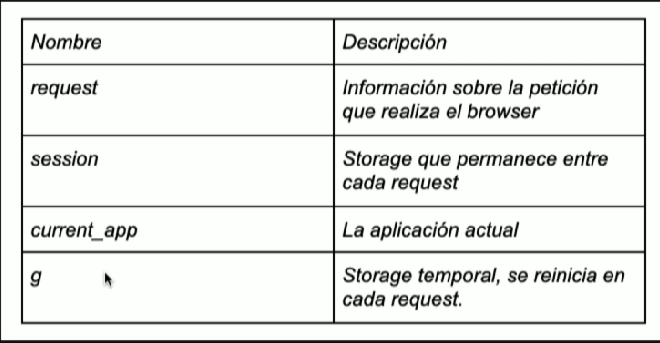 Nombre
Descripción
request
Información sobre la petición
que realiza el browser
session
Storage que permanece entre
cada request
current_app
La aplicación actual
g
Storage temporal, se reinicia en
cada request.